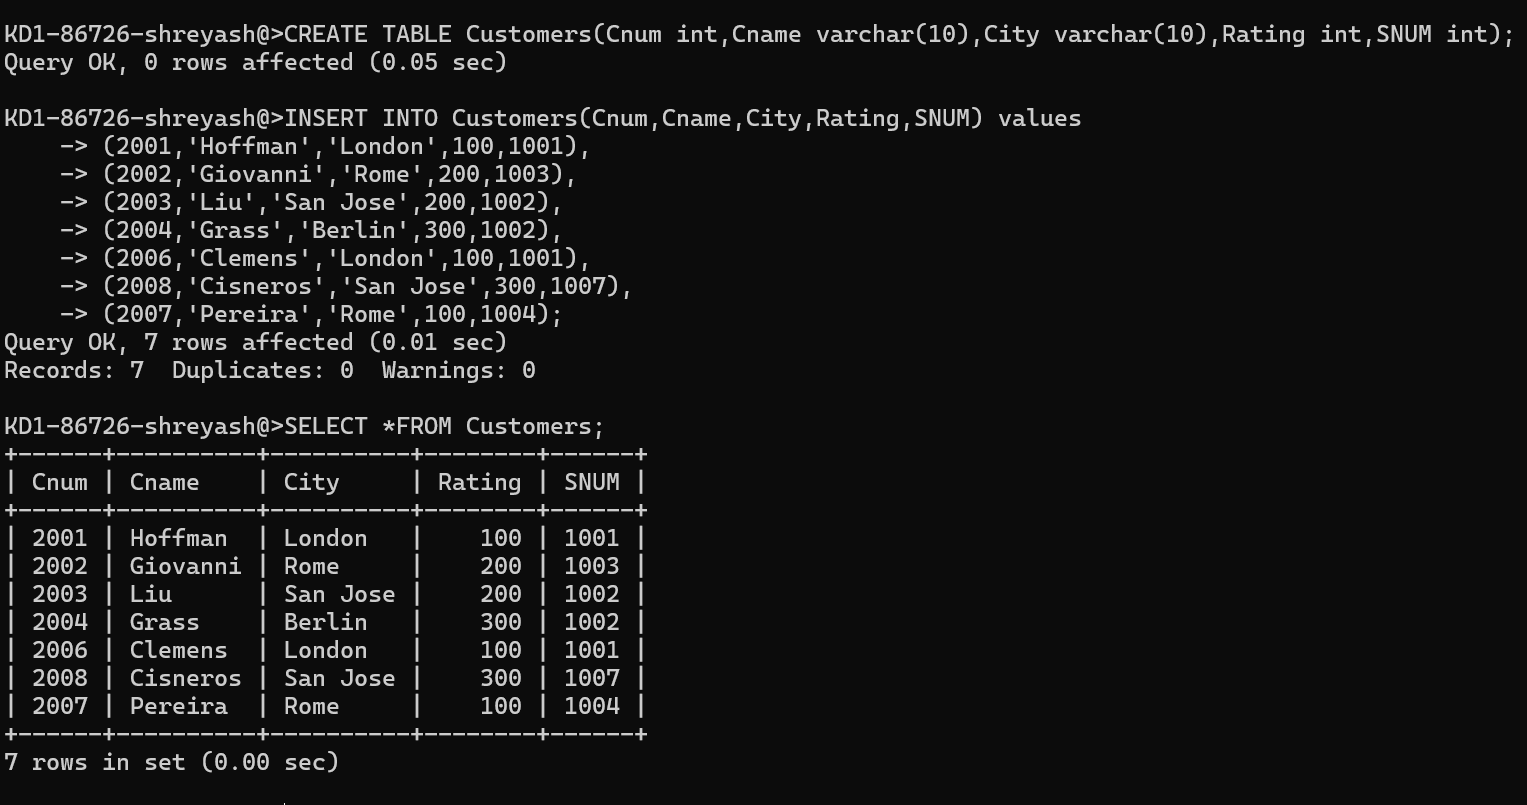 KD1-86726-shreyash@>CREATE TABLE Customers(Cnum int,Cname varchar(10),City varchar(10),Rating int,SNUM int);
Query OK, 0 rows affected (0.05 sec)

KD1-86726-shreyash@>INSERT INTO Customers(Cnum,Cname,City,Rating,SNUM) values
    -> (2001,'Hoffman','London',100,1001),
    -> (2002,'Giovanni','Rome',200,1003),
    -> (2003,'Liu','San Jose',200,1002),
    -> (2004,'Grass','Berlin',300,1002),
    -> (2006,'Clemens','London',100,1001),
    -> (2008,'Cisneros','San Jose',300,1007),
    -> (2007,'Pereira','Rome',100,1004);
Query OK, 7 rows affected (0.01 sec)
Records: 7  Duplicates: 0  Warnings: 0

KD1-86726-shreyash@>SELECT *FROM Customers;
+------+----------+----------+--------+------+
| Cnum | Cname    | City     | Rating | SNUM |
+------+----------+----------+--------+------+
| 2001 | Hoffman  | London   |    100 | 1001 |
| 2002 | Giovanni | Rome     |    200 | 1003 |
| 2003 | Liu      | San Jose |    200 | 1002 |
| 2004 | Grass    | Berlin   |    300 | 1002 |
| 2006 | Clemens  | London   |    100 | 1001 |
| 2008 | Cisneros | San Jose |    300 | 1007 |
| 2007 | Pereira  | Rome     |    100 | 1004 |
+------+----------+----------+--------+------+
7 rows in set (0.00 sec)